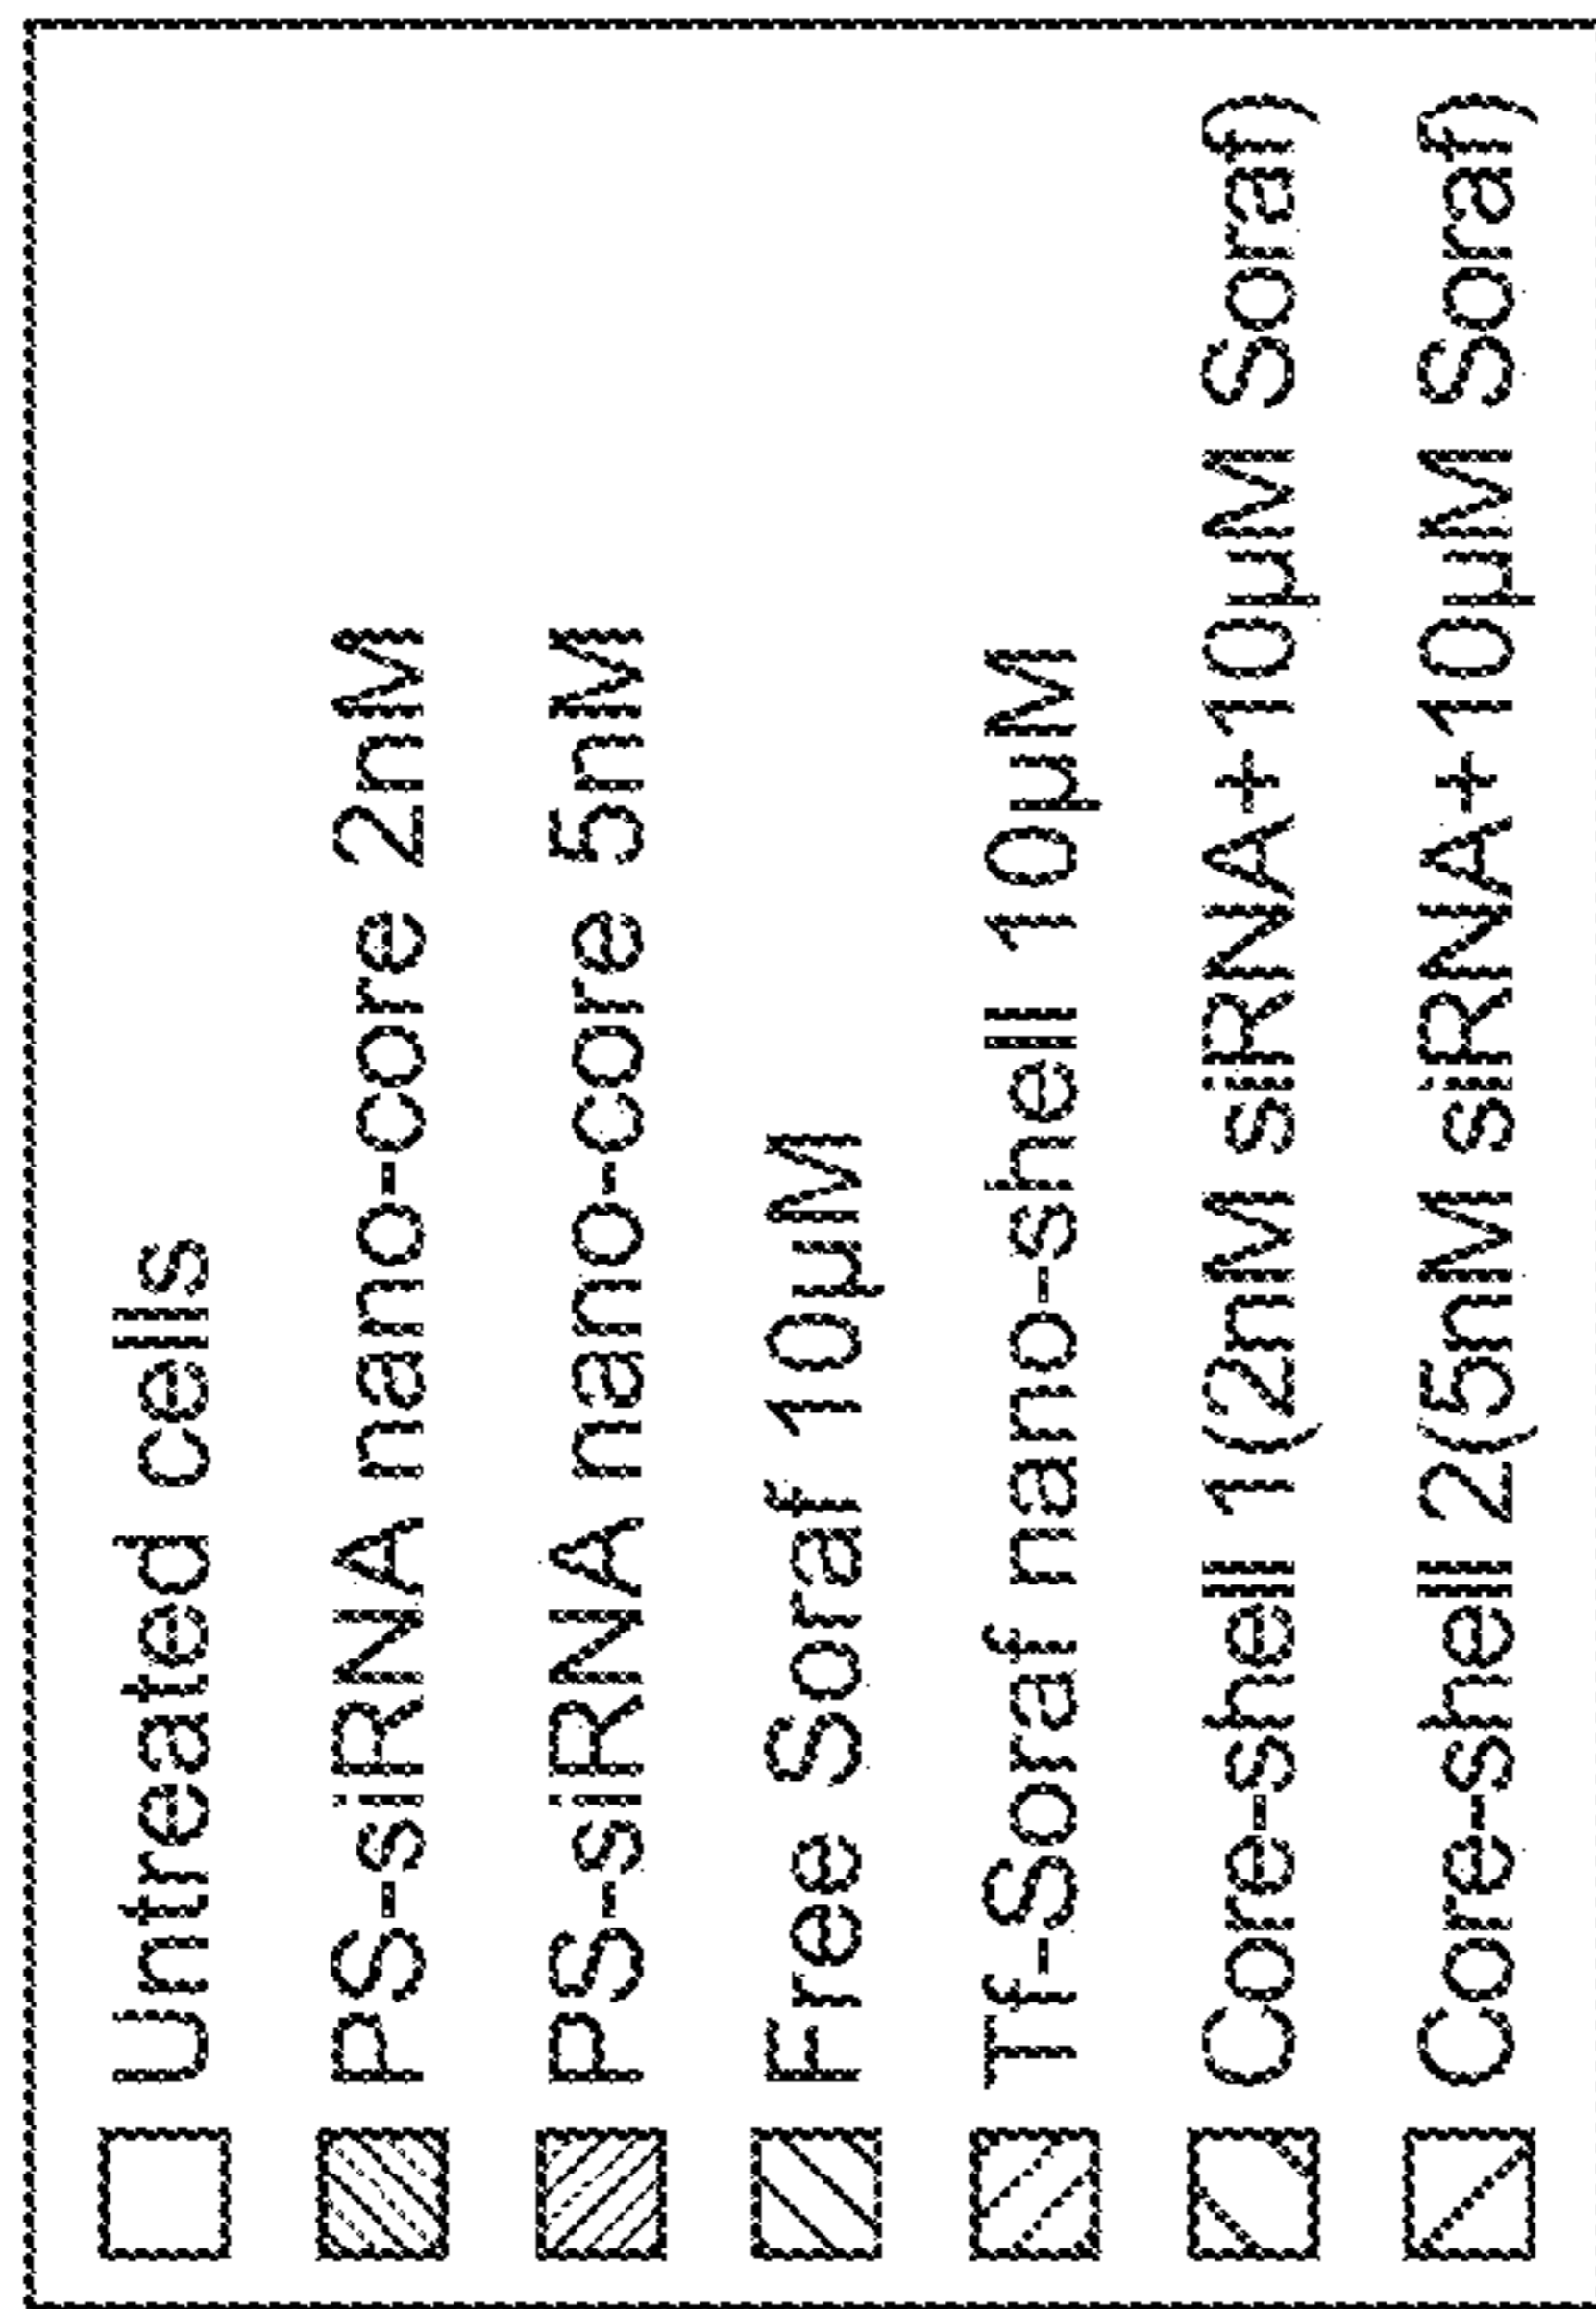 Untreated cells
PS-siRNA nano-core 2nM
PS-siRNA nano-core 5nM
Free Soraf 10µM
Tf-Soraf nano-shell 10µM
Core-shell 1(2nM siRNA+10µM Soraf)
Core-shell 2(5nM siRNA+10µM Soraf)